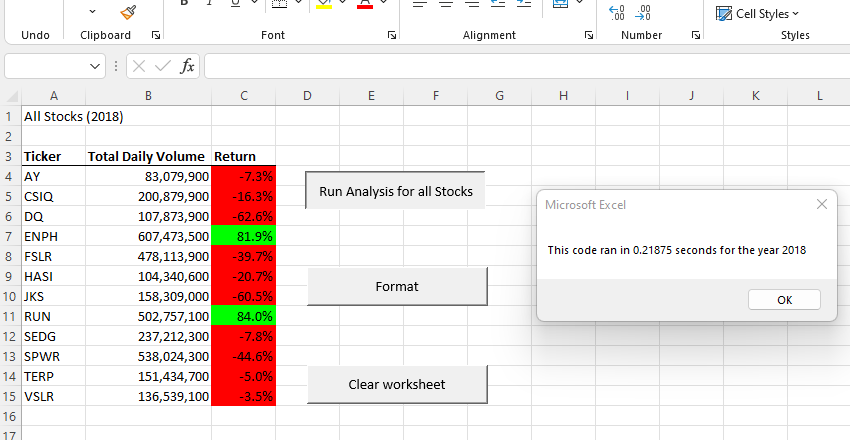 B I U A .00 .00 Cell Styles
Undo Clipboard Font Alignment Number Styles
fx
A B C D E F G H I J K L
1 All Stocks (2018)
2
3 Ticker Total Daily Volume Return
4 AY 83,079,900 -7.3%
5 CSIQ 200,879,900 -16.3%
6 DQ 107,873,900 -62.6%
7 ENPH 607,473,500 81.9%
8 FSLR 478,113,900 -39.7%
9 HASI 104,340,600 -20.7%
10 JKS 158,309,000 -60.5%
11 RUN 502,757,100 84.0%
12 SEDG 237,212,300 -7.8%
13 SPWR 538,024,300 -44.6%
14 TERP 151,434,700 -5.0%
15 VSLR 136,539,100 -3.5%
16
17
Run Analysis for all Stocks
Format
Clear worksheet
Microsoft Excel
This code ran in 0.21875 seconds for the year 2018
OK